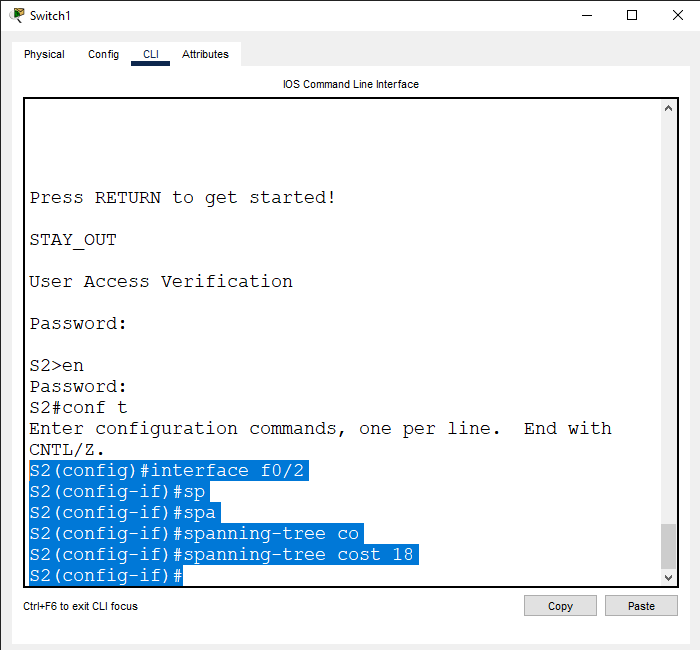 Switch1
Physical Config CLI Attributes
IOS Command Line Interface
Press RETURN to get started!
STAY_OUT
User Access Verification
Password:
S2>en
Password:
S2#conf t
Enter configuration commands, one per line.  End with
CNTL/Z.
S2(config)#interface f0/2
S2(config-if)#sp
S2(config-if)#spa
S2(config-if)#spanning-tree co
S2(config-if)#spanning-tree cost 18
S2(config-if)#
Ctrl+F6 to exit CLI focus
Copy Paste